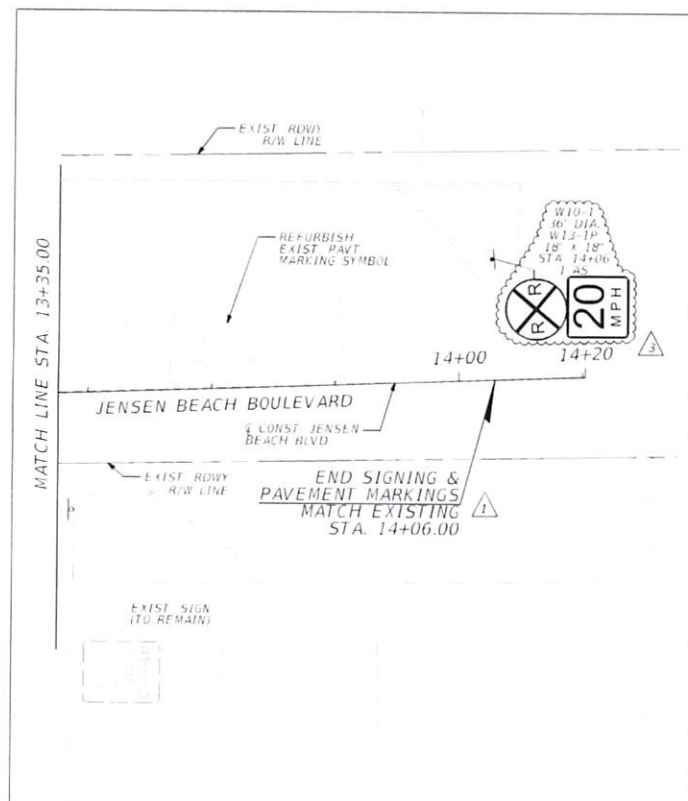 EXIST RDWY
R/W LINE
MATCH LINE STA. 13+35.00
REFURBISH
EXIST PAVT
MARKING SYMBOL
W10-1
36" DIA.
W13-1P
18" X 18"
STA 14+06
1 AS
R R
20
MPH
3
14+00
14+20
JENSEN BEACH BOULEVARD
℄ CONST JENSEN
BEACH BLVD
EXIST RDWY
R/W LINE
END SIGNING &
PAVEMENT MARKINGS
MATCH EXISTING
STA. 14+06.00
1
EXIST SIGN
(TO REMAIN)